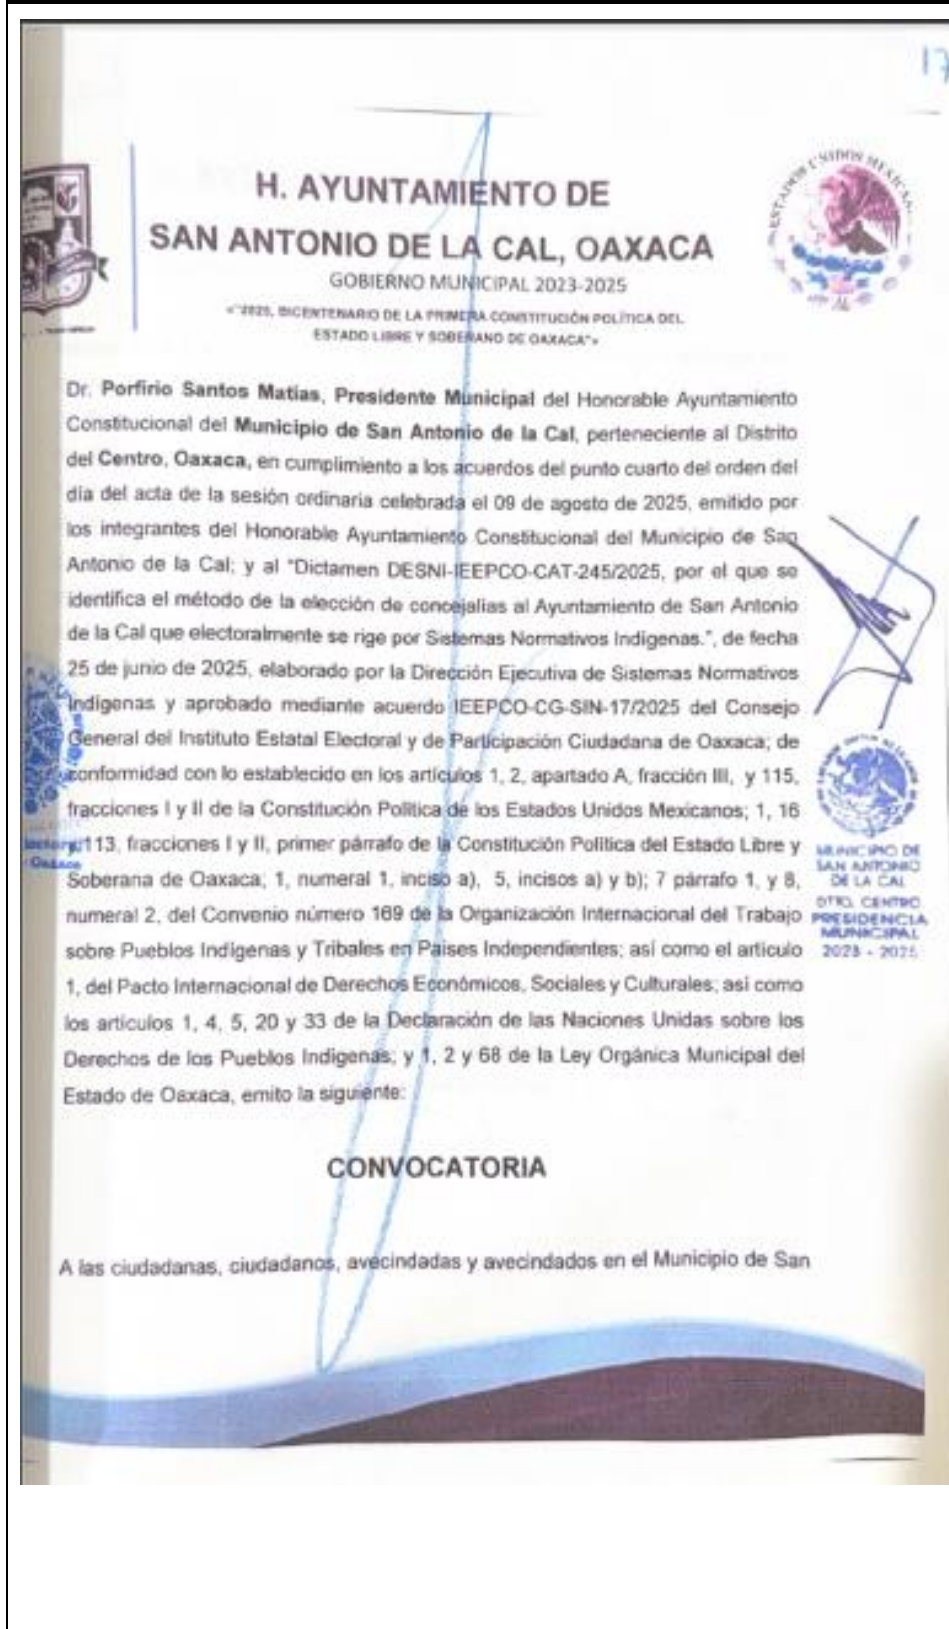 17
H. AYUNTAMIENTO DE
SAN ANTONIO DE LA CAL, OAXACA
GOBIERNO MUNICIPAL 2023-2025
«"2025, BICENTENARIO DE LA PRIMERA CONSTITUCIÓN POLÍTICA DEL
ESTADO LIBRE Y SOBERANO DE OAXACA"»
ESTADOS UNIDOS MEXICANOS
Dr. Porfirio Santos Matías, Presidente Municipal del Honorable Ayuntamiento
Constitucional del Municipio de San Antonio de la Cal, perteneciente al Distrito
del Centro, Oaxaca, en cumplimiento a los acuerdos del punto cuarto del orden del
día del acta de la sesión ordinaria celebrada el 09 de agosto de 2025, emitido por
los integrantes del Honorable Ayuntamiento Constitucional del Municipio de San
Antonio de la Cal; y al "Dictamen DESNI-IEEPCO-CAT-245/2025, por el que se
identifica el método de la elección de concejalías al Ayuntamiento de San Antonio
de la Cal que electoralmente se rige por Sistemas Normativos Indígenas.", de fecha
25 de junio de 2025, elaborado por la Dirección Ejecutiva de Sistemas Normativos
Indígenas y aprobado mediante acuerdo IEEPCO-CG-SIN-17/2025 del Consejo
General del Instituto Estatal Electoral y de Participación Ciudadana de Oaxaca; de
conformidad con lo establecido en los artículos 1, 2, apartado A, fracción III, y 115,
fracciones I y II de la Constitución Política de los Estados Unidos Mexicanos; 1, 16
y 113, fracciones I y II, primer párrafo de la Constitución Política del Estado Libre y
Soberana de Oaxaca; 1, numeral 1, inciso a), 5, incisos a) y b); 7 párrafo 1, y 8,
numeral 2, del Convenio número 169 de la Organización Internacional del Trabajo
sobre Pueblos Indígenas y Tribales en Países Independientes; así como el artículo
1, del Pacto Internacional de Derechos Económicos, Sociales y Culturales; así como
los artículos 1, 4, 5, 20 y 33 de la Declaración de las Naciones Unidas sobre los
Derechos de los Pueblos Indígenas; y 1, 2 y 68 de la Ley Orgánica Municipal del
Estado de Oaxaca, emito la siguiente:
MUNICIPIO DE
SAN ANTONIO
DE LA CAL
DTO. CENTRO
PRESIDENCIA
MUNICIPAL
2023 - 2025
Oaxaca
CONVOCATORIA
A las ciudadanas, ciudadanos, avecindadas y avecindados en el Municipio de San